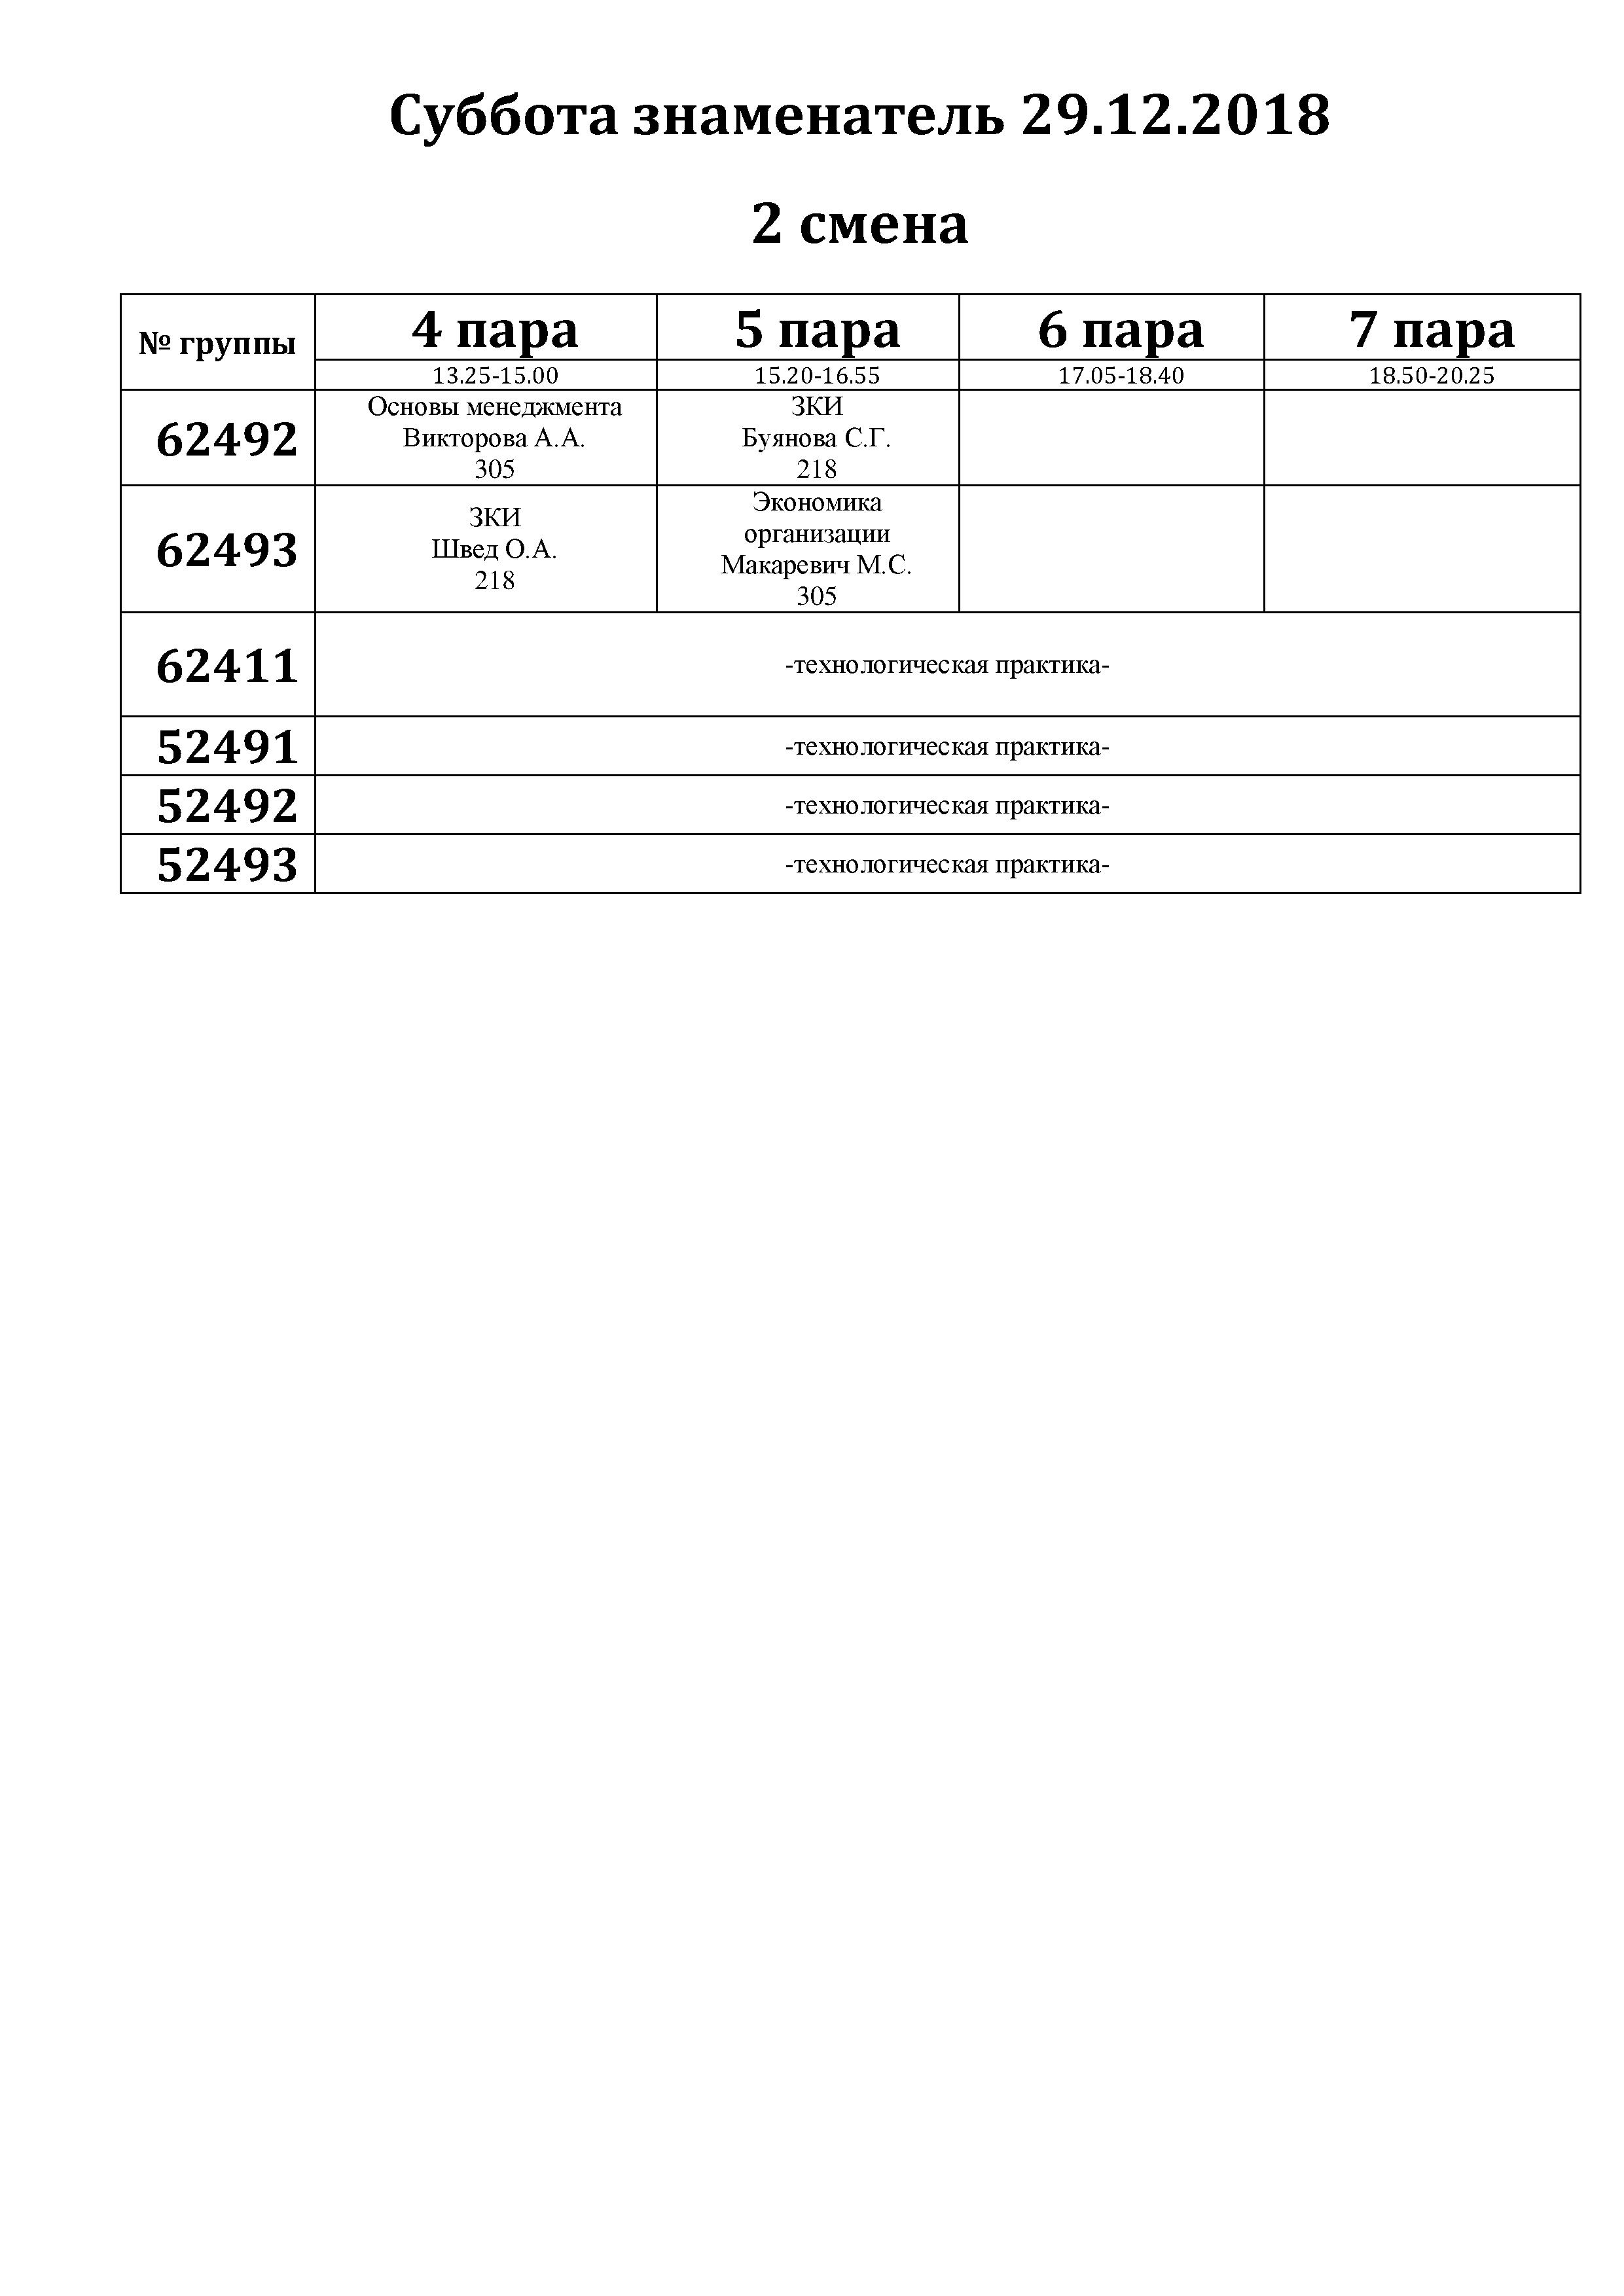 Суббота знаменатель 29.12.2018
2 смена
№ группы
4 пара
5 пара
6 пара
7 пара
13.25-15.00
15.20-16.55
17.05-18.40
18.50-20.25
62492
Основы менеджмента
Викторова А.А.
305
ЗКИ
Буянова С.Г.
218
62493
ЗКИ
Швед О.А.
218
Экономика
организации
Макаревич М.С.
305
62411
-технологическая практика-
52491
-технологическая практика-
52492
-технологическая практика-
52493
-технологическая практика-